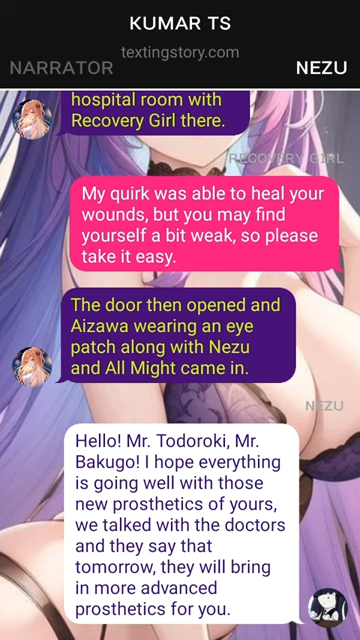 KUMAR TS
textingstory.com
NARRATOR
NEZU
hospital room with
Recovery Girl there.
RECOVERY GIRL
My quirk was able to heal your
wounds, but you may find
yourself a bit weak, so please
take it easy.
The door then opened and
Aizawa wearing an eye
patch along with Nezu
and All Might came in.
NEZU
Hello! Mr. Todoroki, Mr.
Bakugo! I hope everything
is going well with those
new prosthetics of yours,
we talked with the doctors
and they say that
tomorrow, they will bring
in more advanced
prosthetics for you.